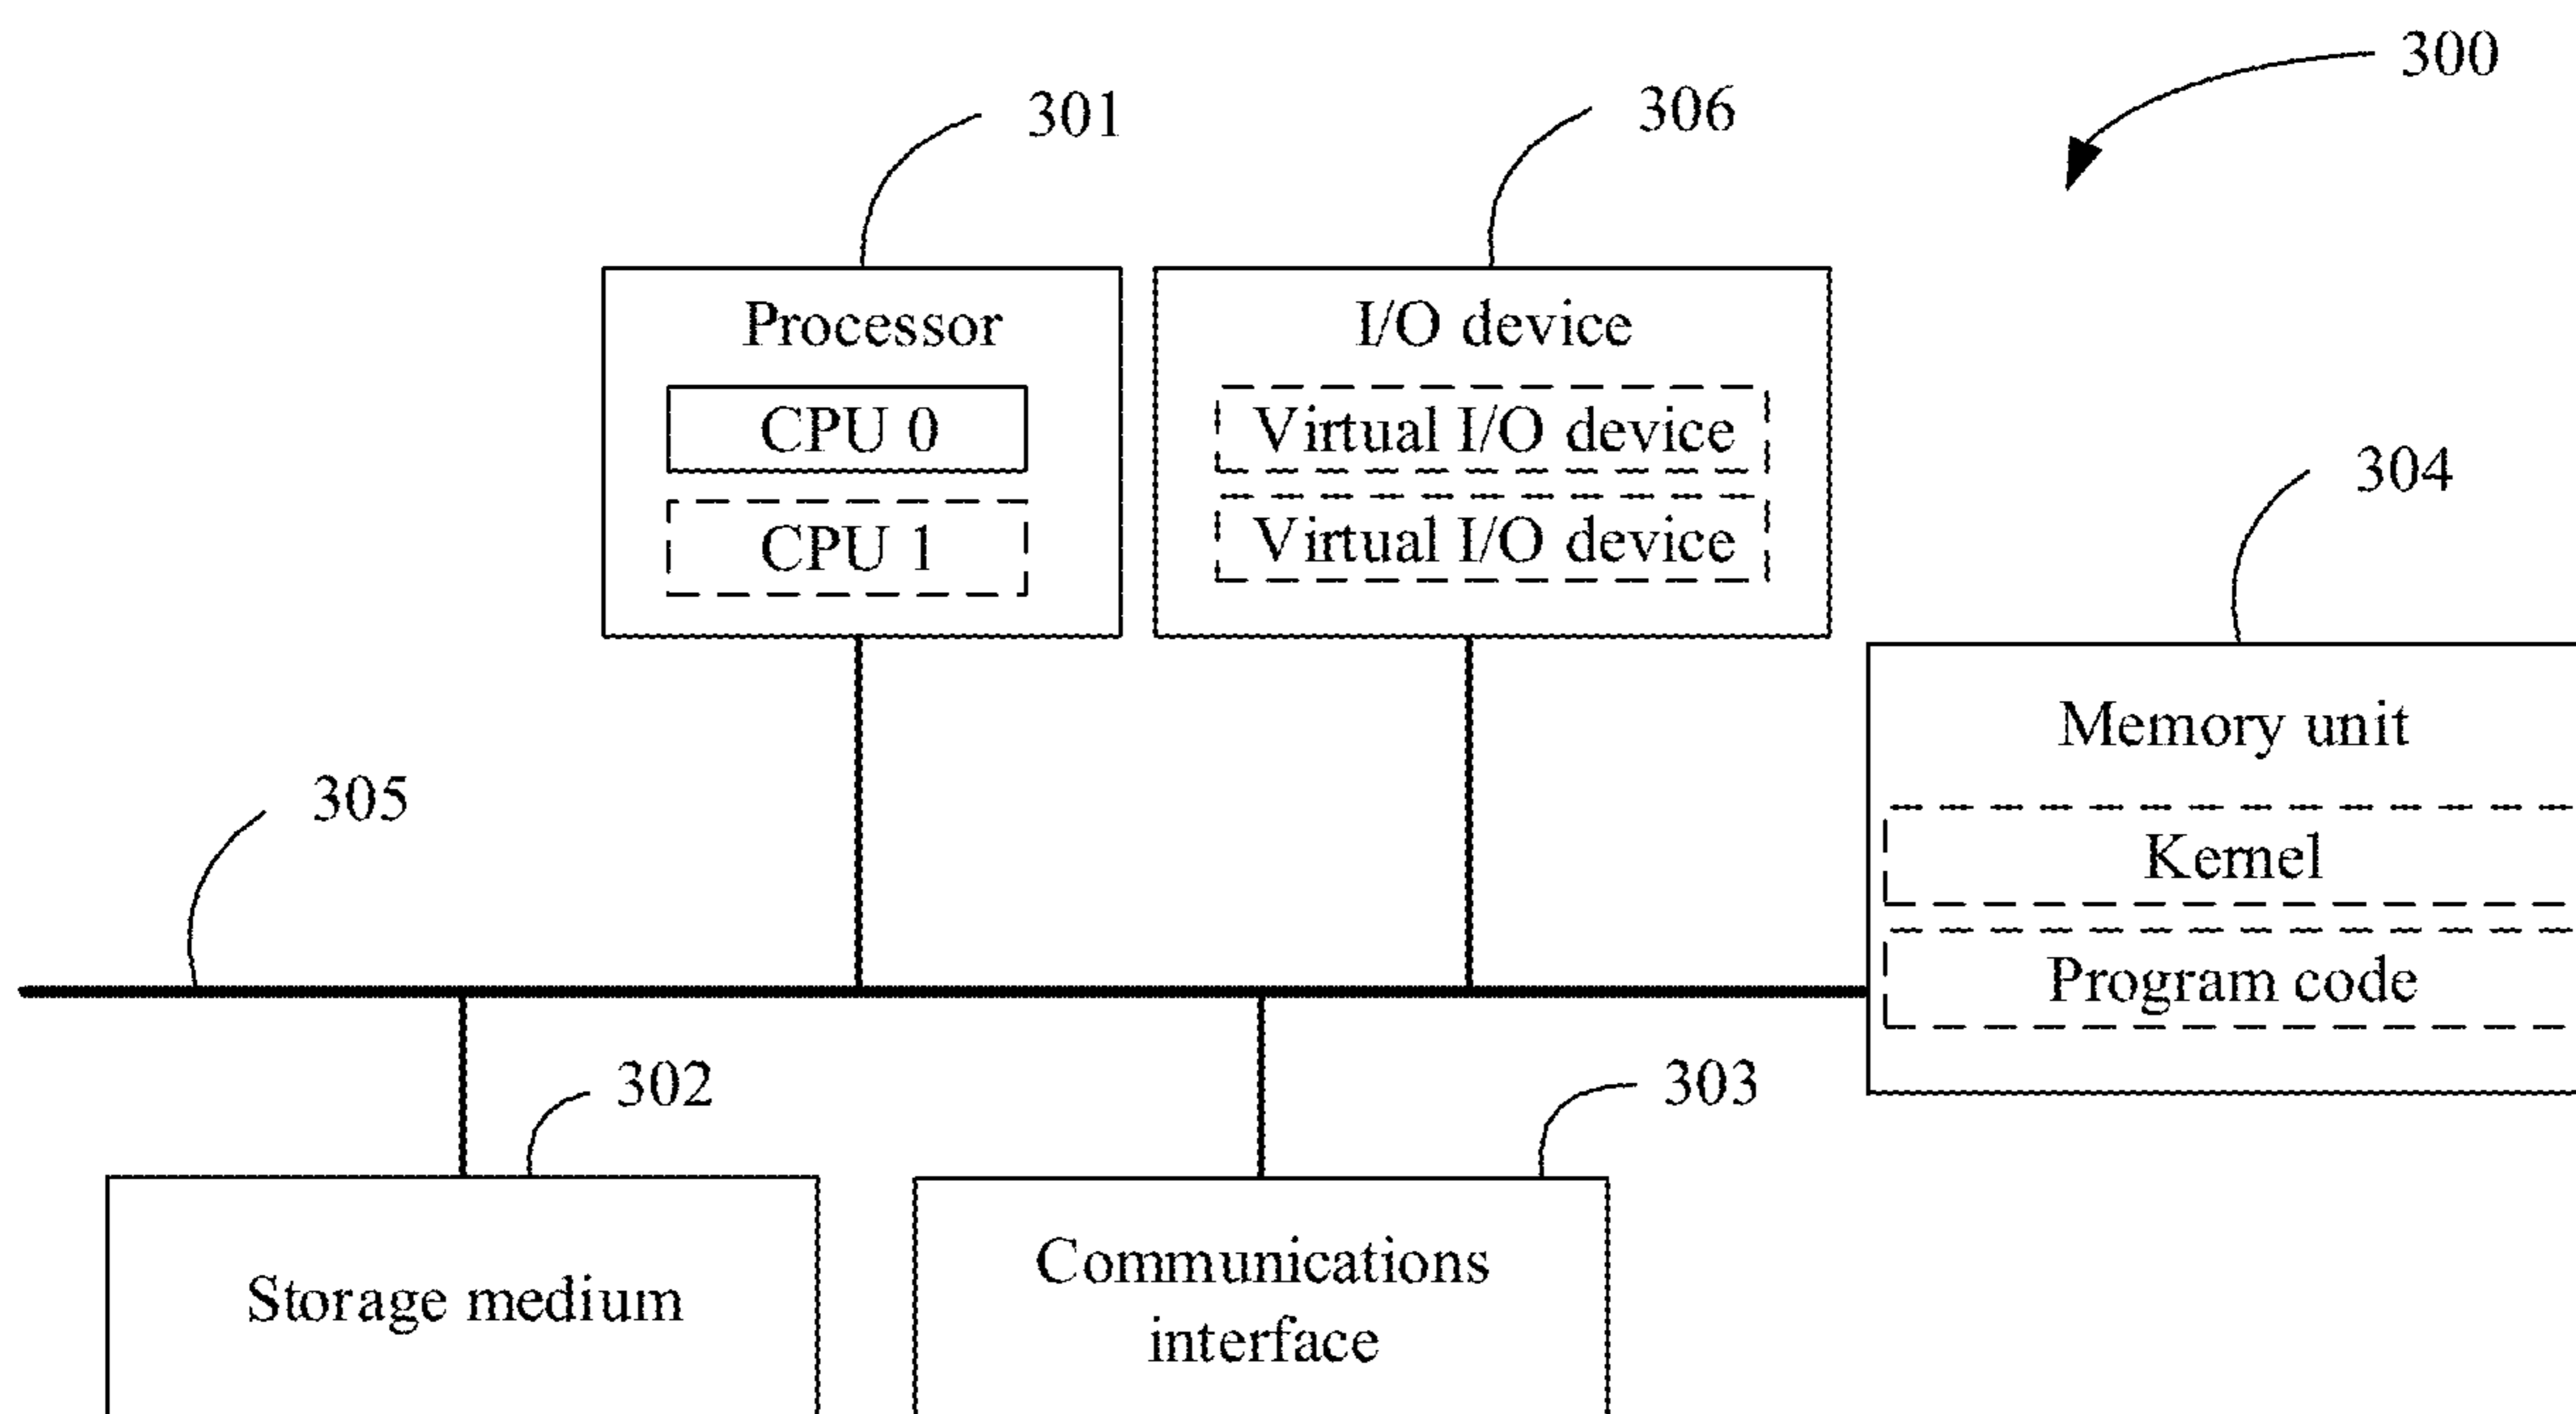 300
301
306
Processor
I/O device
CPU 0
Virtual I/O device
CPU 1
Virtual I/O device
304
Memory unit
Kernel
Program code
305
302
303
Storage medium
Communications
interface